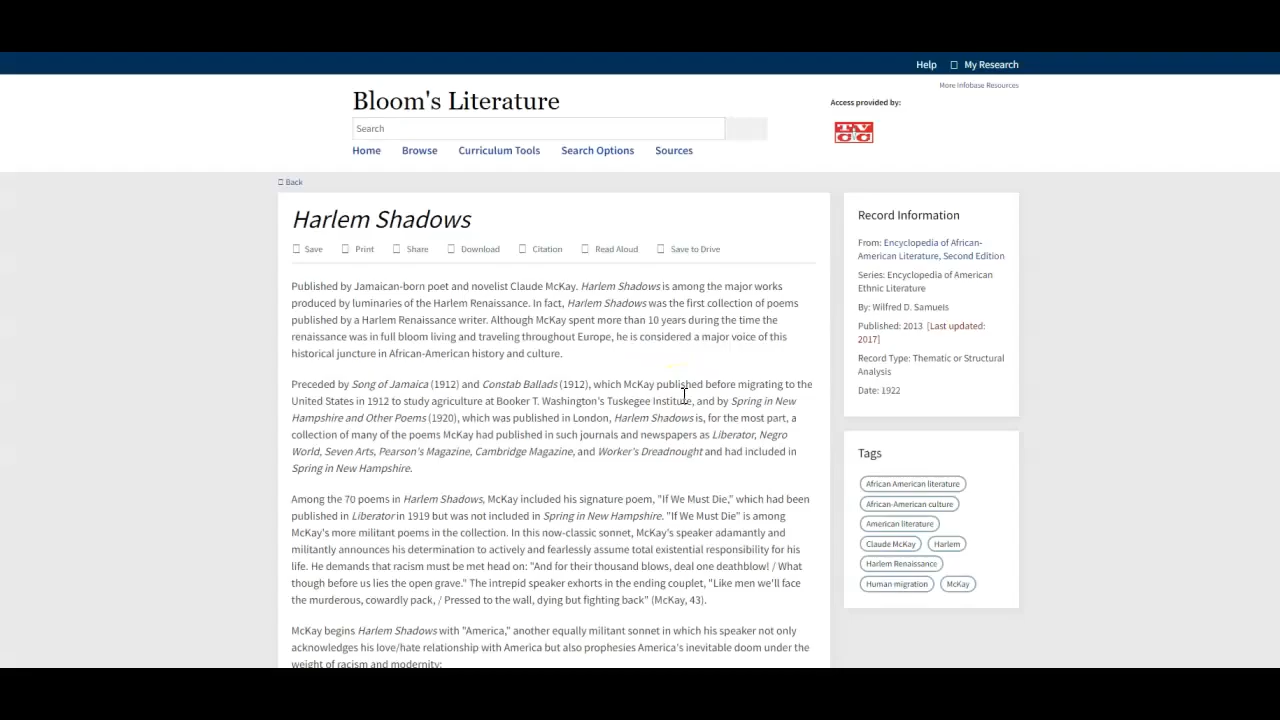 Help My Research
More Infobase Resources
Bloom's Literature
Access provided by:
Search
TV
GG
Home Browse Curriculum Tools Search Options Sources
Back
Harlem Shadows
Save Print Share Download Citation Read Aloud Save to Drive
Published by Jamaican-born poet and novelist Claude McKay. Harlem Shadows is among the major works
produced by luminaries of the Harlem Renaissance. In fact, Harlem Shadows was the first collection of poems
published by a Harlem Renaissance writer. Although McKay spent more than 10 years during the time the
renaissance was in full bloom living and traveling throughout Europe, he is considered a major voice of this
historical juncture in African-American history and culture.
Preceded by Song of Jamaica (1912) and Constab Ballads (1912), which McKay published before migrating to the
United States in 1912 to study agriculture at Booker T. Washington's Tuskegee Institute, and by Spring in New
Hampshire and Other Poems (1920), which was published in London, Harlem Shadows is, for the most part, a
collection of many of the poems McKay had published in such journals and newspapers as Liberator, Negro
World, Seven Arts, Pearson's Magazine, Cambridge Magazine, and Worker's Dreadnought and had included in
Spring in New Hampshire.
Among the 70 poems in Harlem Shadows, McKay included his signature poem, "If We Must Die," which had been
published in Liberator in 1919 but was not included in Spring in New Hampshire. "If We Must Die" is among
McKay's more militant poems in the collection. In this now-classic sonnet, McKay's speaker adamantly and
militantly announces his determination to actively and fearlessly assume total existential responsibility for his
life. He demands that racism must be met head on: "And for their thousand blows, deal one deathblow! / What
though before us lies the open grave." The intrepid speaker exhorts in the ending couplet, "Like men we'll face
the murderous, cowardly pack, / Pressed to the wall, dying but fighting back" (McKay, 43).
McKay begins Harlem Shadows with "America," another equally militant sonnet in which his speaker not only
acknowledges his love/hate relationship with America but also prophesies America's inevitable doom under the
weight of racism and modernity:
Record Information
From: Encyclopedia of African-
American Literature, Second Edition
Series: Encyclopedia of American
Ethnic Literature
By: Wilfred D. Samuels
Published: 2013 [Last updated:
2017]
Record Type: Thematic or Structural
Analysis
Date: 1922
Tags
African American literature
African-American culture
American literature
Claude McKay Harlem
Harlem Renaissance
Human migration McKay